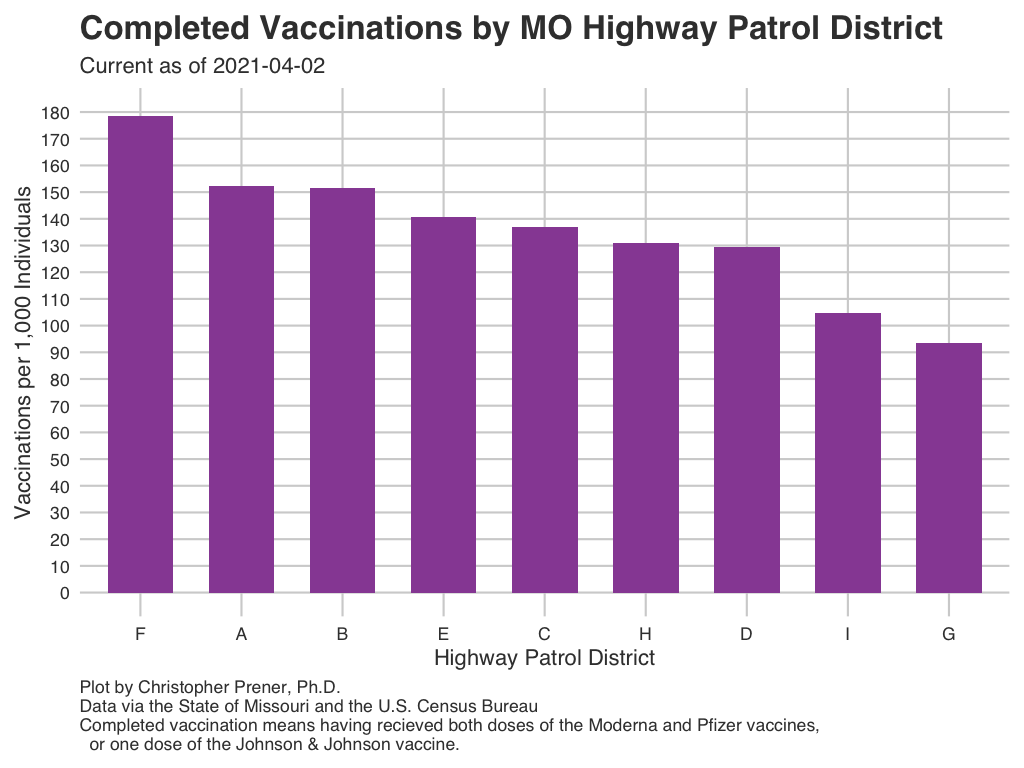 Completed Vaccinations by MO Highway Patrol District
Current as of 2021-04-02
Vaccinations per 1,000 Individuals
180
170
160
150
140
130
120
110
100
90
80
70
60
50
40
30
20
10
0
F A B E C H D I G
Highway Patrol District
Plot by Christopher Prener, Ph.D.
Data via the State of Missouri and the U.S. Census Bureau
Completed vaccination means having recieved both doses of the Moderna and Pfizer vaccines,
or one dose of the Johnson & Johnson vaccine.